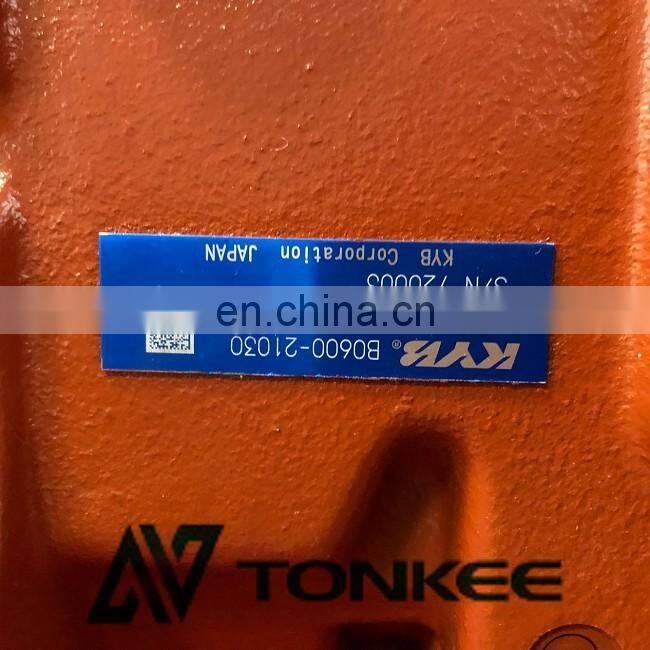 KYB® B0600-21030
S/N 720003
KYB Corporation JAPAN
en.china.cn
TONKEE